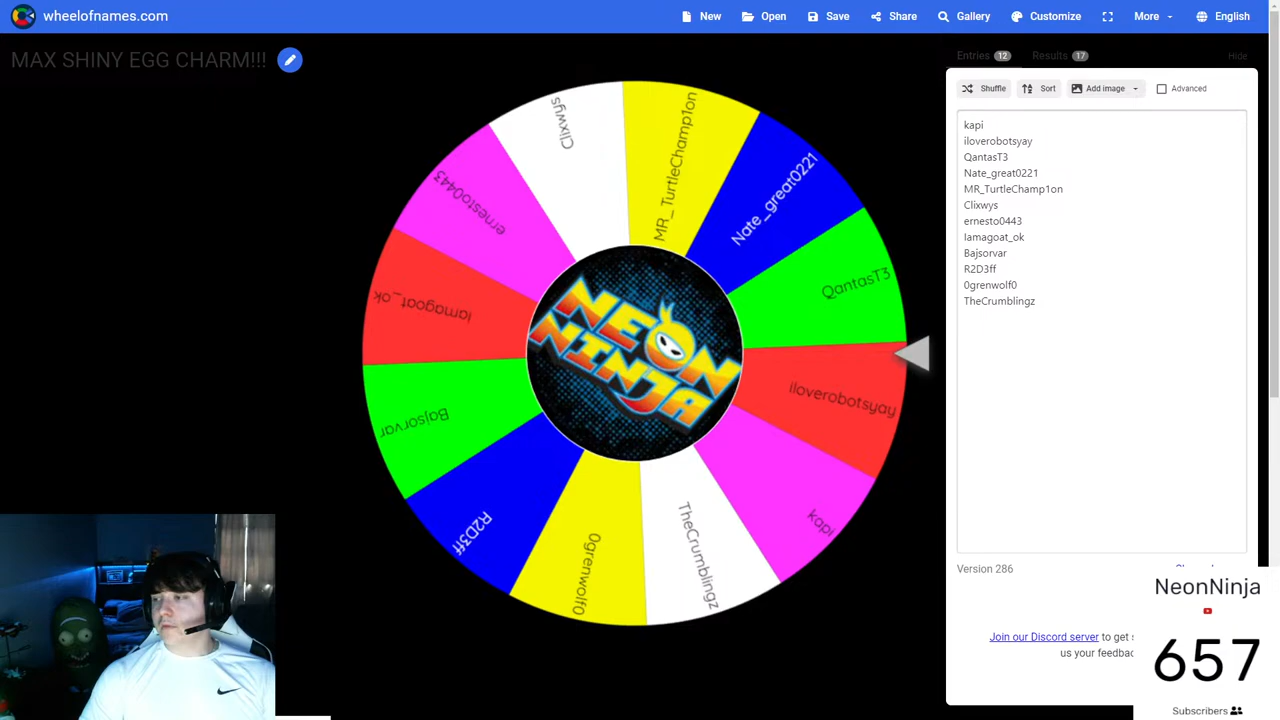 wheelofnames.com
New
Open
Save
Share
Gallery
Customize
More
English
MAX SHINY EGG CHARM!!!
Entries 12
Results 17
Hide
Shuffle
Sort
Add image
Advanced
kapi
iloverobotsyay
QantasT3
Nate_great0221
MR_TurtleChamp1on
Clixwys
ernesto0443
Iamagoat_ok
Bajsorvar
R2D3ff
0grenwolf0
TheCrumblingz
Clixwys
MR_TurtleChamp1on
Nate_great0221
QantasT3
iloverobotsyay
kapi
TheCrumblingz
0grenwolf0
R2D3ff
Bajsorvar
Iamagoat_ok
ernesto0443
NEON
NINJA
Version 286
Join our Discord server to get
us your
NeonNinja
657
Subscribers